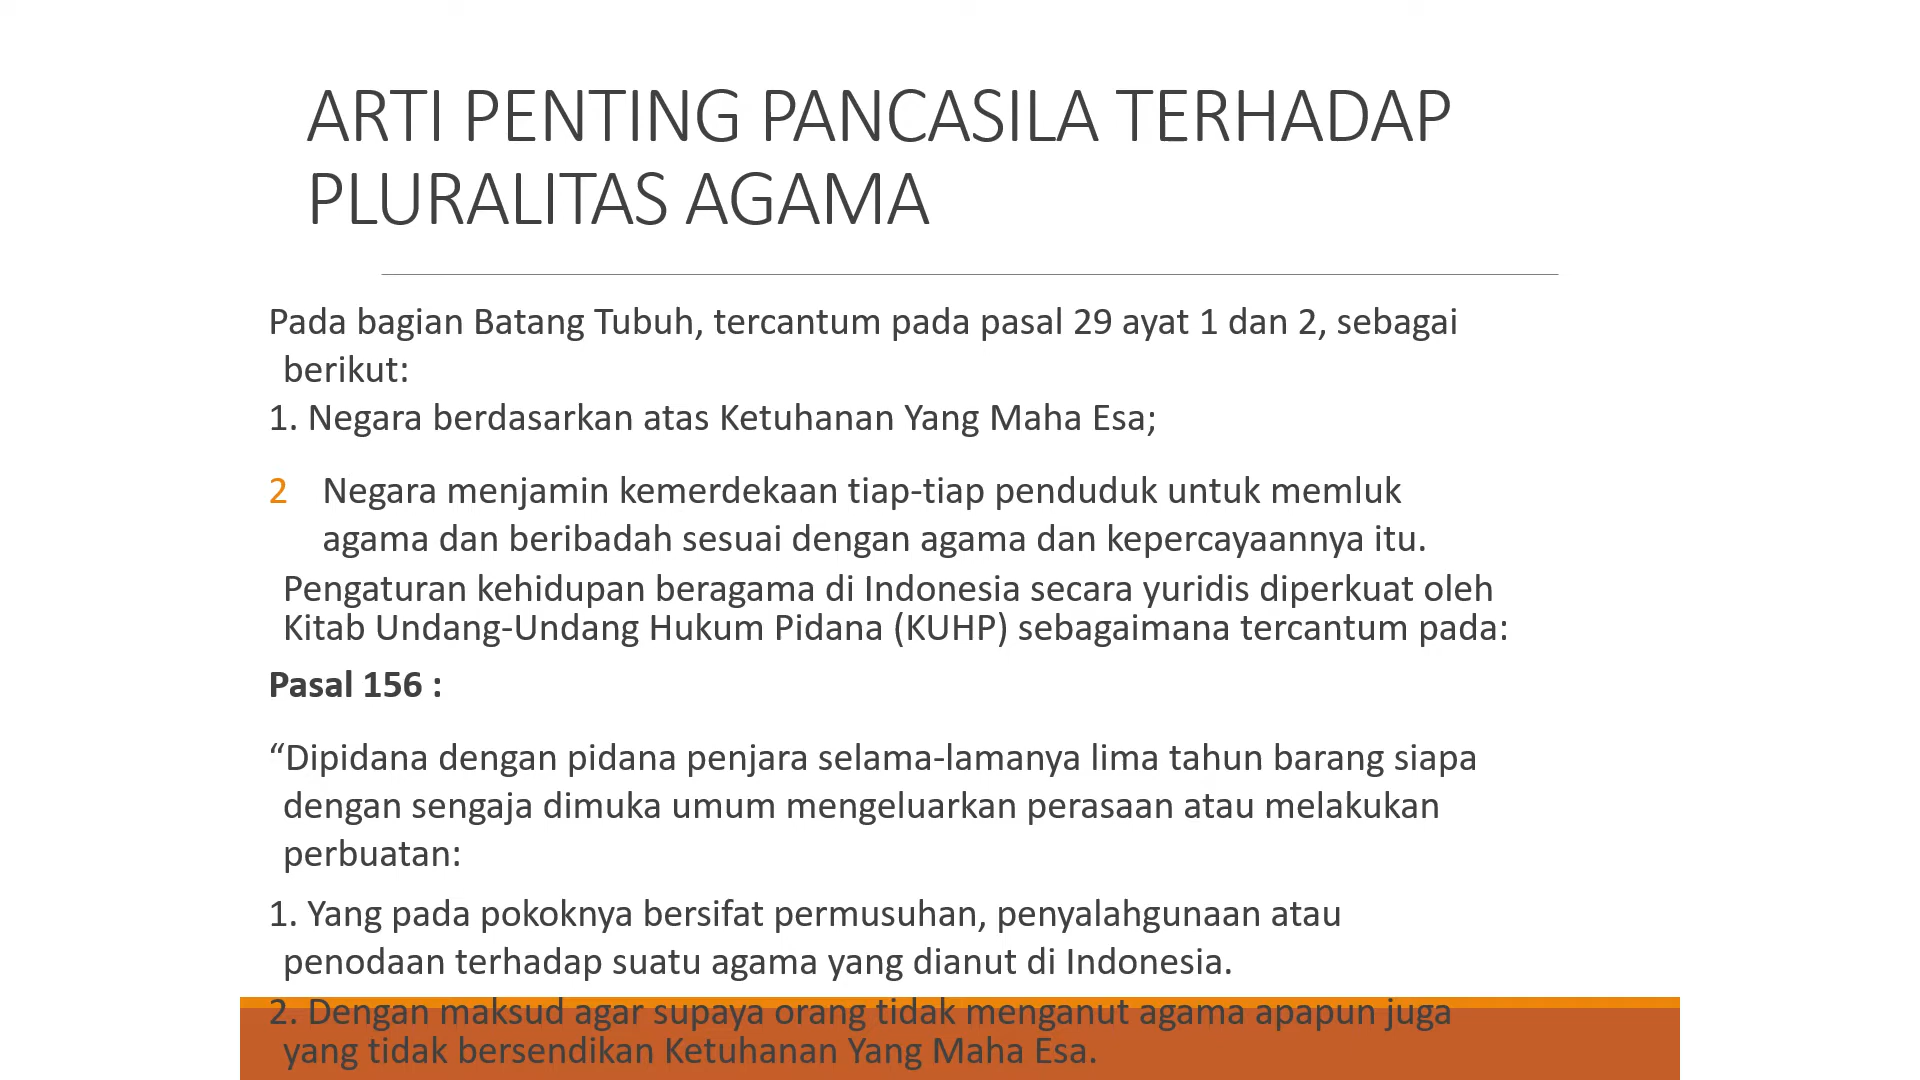 ARTI PENTING PANCASILA TERHADAP
PLURALITAS AGAMA
Pada bagian Batang Tubuh, tercantum pada pasal 29 ayat 1 dan 2, sebagai
berikut:
1. Negara berdasarkan atas Ketuhanan Yang Maha Esa;
2 Negara menjamin kemerdekaan tiap-tiap penduduk untuk memluk
agama dan beribadah sesuai dengan agama dan kepercayaannya itu.
Pengaturan kehidupan beragama di Indonesia secara yuridis diperkuat oleh
Kitab Undang-Undang Hukum Pidana (KUHP) sebagaimana tercantum pada:
Pasal 156 :
“Dipidana dengan pidana penjara selama-lamanya lima tahun barang siapa
dengan sengaja dimuka umum mengeluarkan perasaan atau melakukan
perbuatan:
1. Yang pada pokoknya bersifat permusuhan, penyalahgunaan atau
penodaan terhadap suatu agama yang dianut di Indonesia.
2. Dengan maksud agar supaya orang tidak menganut agama apapun juga
yang tidak bersendikan Ketuhanan Yang Maha Esa.